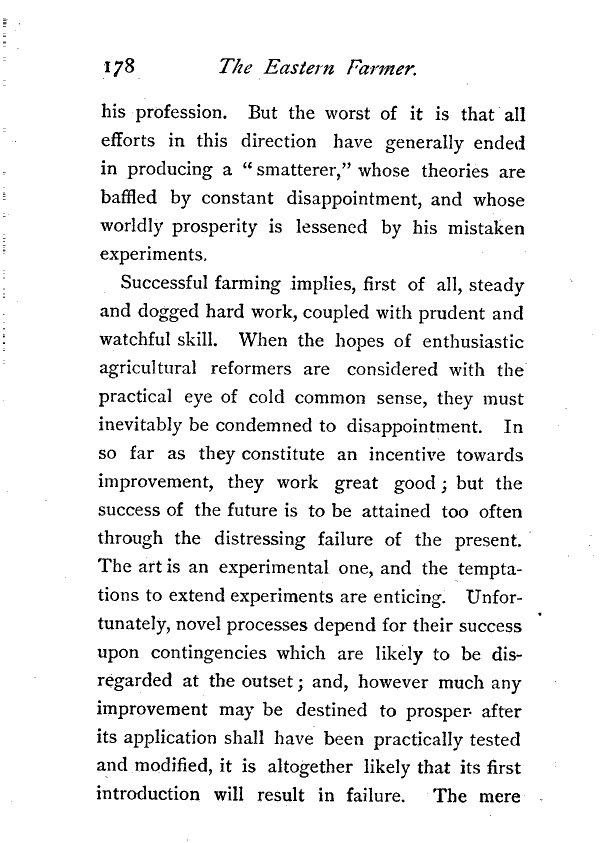 178 The Eastern Farmer.
his profession. But the worst of it is that all
efforts in this direction have generally ended
in producing a “smatterer,” whose theories are
baffled by constant disappointment, and whose
worldly prosperity is lessened by his mistaken
experiments.
Successful farming implies, first of all, steady
and dogged hard work, coupled with prudent and
watchful skill. When the hopes of enthusiastic
agricultural reformers are considered with the
practical eye of cold common sense, they must
inevitably be condemned to disappointment. In
so far as they constitute an incentive towards
improvement, they work great good ; but the
success of the future is to be attained too often
through the distressing failure of the present.
The art is an experimental one, and the tempta-
tions to extend experiments are enticing. Unfor-
tunately, novel processes depend for their success
upon contingencies which are likely to be dis-
regarded at the outset ; and, however much any
improvement may be destined to prosper after
its application shall have been practically tested
and modified, it is altogether likely that its first
introduction will result in failure. The mere